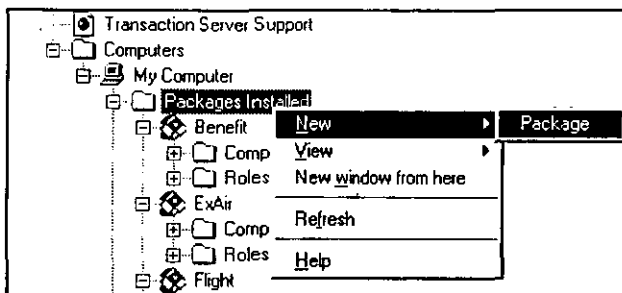 Transaction Server Support
Computers
My Computer
Packages Installed
Benefit
Comp
Roles
ExAir
Comp
Roles
Flight
New
Package
View
New window from here
Refresh
Help